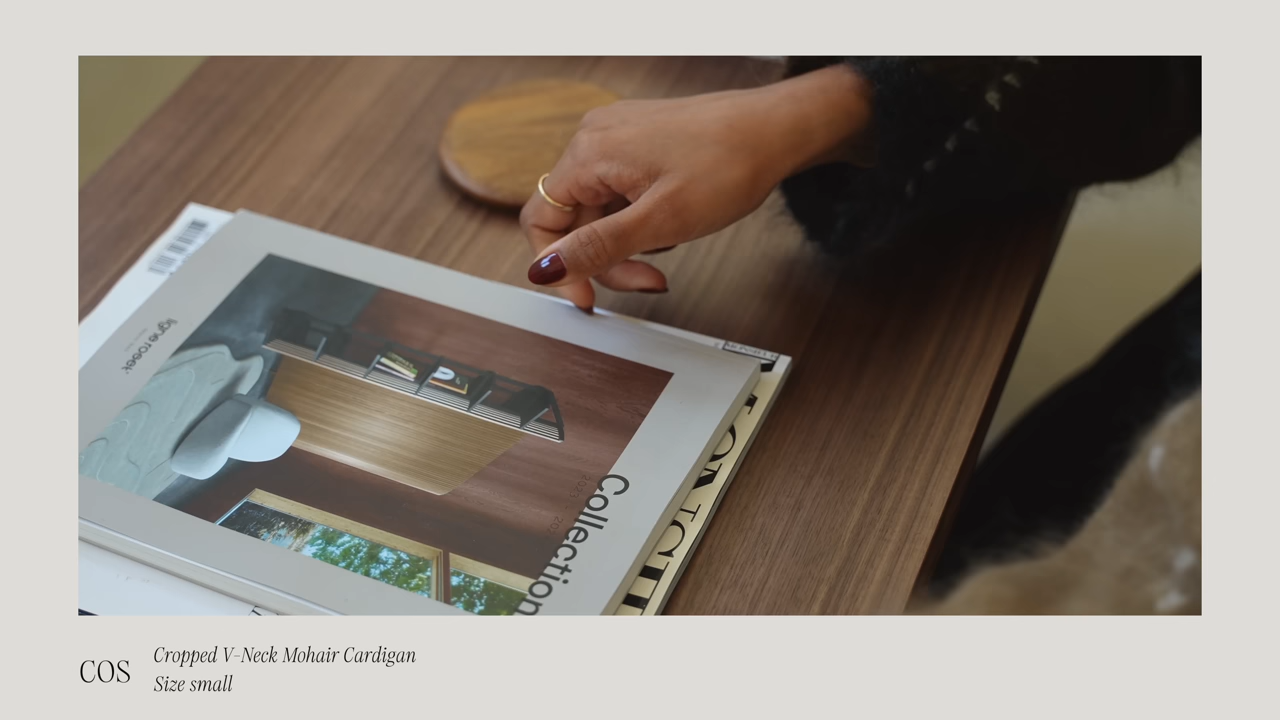 ligne roset
Collection
COS
Cropped V-Neck Mohair Cardigan
Size small